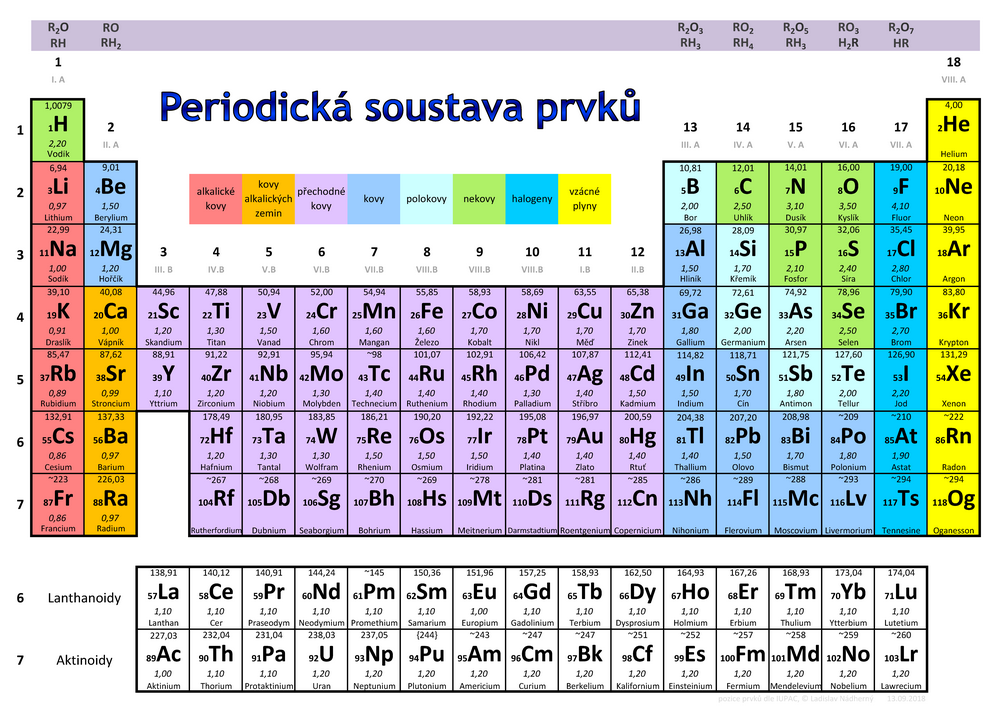 R₂O RO R₂O₃ RO₂ R₂O₅ RO₃ R₂O₇
RH RH₂ RH₃ RH₄ RH₃ H₂R HR
1 18
I. A VIII. A
Periodická soustava prvků
1,0079 4,00
1 ₁H 2 13 14 15 16 17 ₂He
2,20 II. A III. A IV. A V. A VI. A VII. A
Vodík Helium
6,94 9,01 10,81 12,01 14,01 16,00 19,00 20,18
2 ₃Li ₄Be alkalické kovy kovy alkalických zemin přechodné kovy kovy polokovy nekovy halogeny vzácné plyny ₅B ₆C ₇N ₈O ₉F ₁₀Ne
0,97 1,50 2,00 2,50 3,10 3,50 4,10
Lithium Berylium Bor Uhlík Dusík Kyslík Fluor Neon
22,99 24,31 26,98 28,09 30,97 32,06 35,45 39,95
3 ₁₁Na ₁₂Mg 3 4 5 6 7 8 9 10 11 12 ₁₃Al ₁₄Si ₁₅P ₁₆S ₁₇Cl ₁₈Ar
1,00 1,20 III. B IV.B V.B VI.B VII.B VIII.B VIII.B VIII.B I.B II.B 1,50 1,70 2,10 2,40 2,80
Sodík Hořčík Hliník Křemík Fosfor Síra Chlor Argon
39,10 40,08 44,96 47,88 50,94 52,00 54,94 55,85 58,93 58,69 63,55 65,38 69,72 72,61 74,92 78,96 79,90 83,80
4 ₁₉K ₂₀Ca ₂₁Sc ₂₂Ti ₂₃V ₂₄Cr ₂₅Mn ₂₆Fe ₂₇Co ₂₈Ni ₂₉Cu ₃₀Zn ₃₁Ga ₃₂Ge ₃₃As ₃₄Se ₃₅Br ₃₆Kr
0,91 1,00 1,20 1,30 1,50 1,60 1,60 1,60 1,70 1,70 1,70 1,70 1,80 2,00 2,20 2,50 2,70
Draslík Vápník Skandium Titan Vanad Chrom Mangan Železo Kobalt Nikl Měď Zinek Gallium Germanium Arsen Selen Brom Krypton
85,47 87,62 88,91 91,22 92,91 95,94 ~98 101,07 102,91 106,42 107,87 112,41 114,82 118,71 121,75 127,60 126,90 131,29
5 ₃₇Rb ₃₈Sr ₃₉Y ₄₀Zr ₄₁Nb ₄₂Mo ₄₃Tc ₄₄Ru ₄₅Rh ₄₆Pd ₄₇Ag ₄₈Cd ₄₉In ₅₀Sn ₅₁Sb ₅₂Te ₅₃I ₅₄Xe
0,89 0,99 1,10 1,20 1,20 1,30 1,40 1,40 1,40 1,30 1,40 1,50 1,50 1,70 1,80 2,00 2,20
Rubidium Stroncium Yttrium Zirconium Niobium Molybden Technecium Ruthenium Rhodium Palladium Stříbro Kadmium Indium Cín Antimon Tellur Jod Xenon
132,91 137,33 178,49 180,95 183,85 186,21 190,20 192,22 195,08 196,97 200,59 204,38 207,20 208,98 ~209 ~210 ~222
6 ₅₅Cs ₅₆Ba ₇₂Hf ₇₃Ta ₇₄W ₇₅Re ₇₆Os ₇₇Ir ₇₈Pt ₇₉Au ₈₀Hg ₈₁Tl ₈₂Pb ₈₃Bi ₈₄Po ₈₅At ₈₆Rn
0,86 0,97 1,20 1,30 1,40 1,50 1,50 1,50 1,40 1,40 1,40 1,40 1,50 1,70 1,80 1,90
Cesium Barium Hafnium Tantal Wolfram Rhenium Osmium Iridium Platina Zlato Rtuť Thallium Olovo Bismut Polonium Astat Radon
~223 226,03 ~267 ~268 ~269 ~270 ~269 ~278 ~281 ~281 ~285 ~286 ~289 ~288 ~293 ~294 ~294
7 ₈₇Fr ₈₈Ra ₁₀₄Rf ₁₀₅Db ₁₀₆Sg ₁₀₇Bh ₁₀₈Hs ₁₀₉Mt ₁₁₀Ds ₁₁₁Rg ₁₁₂Cn ₁₁₃Nh ₁₁₄Fl ₁₁₅Mc ₁₁₆Lv ₁₁₇Ts ₁₁₈Og
0,86 0,97
Francium Radium Rutherfordium Dubnium Seaborgium Bohrium Hassium Meitnerium Darmstadtium Roentgenium Copernicium Nihonium Flerovium Moscovium Livermorium Tennesine Oganesson
138,91 140,12 140,91 144,24 ~145 150,36 151,96 157,25 158,93 162,50 164,93 167,26 168,93 173,04 174,04
6 Lanthanoidy ₅₇La ₅₈Ce ₅₉Pr ₆₀Nd ₆₁Pm ₆₂Sm ₆₃Eu ₆₄Gd ₆₅Tb ₆₆Dy ₆₇Ho ₆₈Er ₆₉Tm ₇₀Yb ₇₁Lu
1,10 1,10 1,10 1,10 1,10 1,10 1,00 1,10 1,10 1,10 1,10 1,10 1,10 1,10 1,10
Lanthan Cer Praseodym Neodymium Promethium Samarium Europium Gadolinium Terbium Dysprosium Holmium Erbium Thulium Ytterbium Lutetium
227,03 232,04 231,04 238,03 237,05 {244} ~243 ~247 ~247 ~251 ~252 ~257 ~258 ~259 ~260
7 Aktinoidy ₈₉Ac ₉₀Th ₉₁Pa ₉₂U ₉₃Np ₉₄Pu ₉₅Am ₉₆Cm ₉₇Bk ₉₈Cf ₉₉Es ₁₀₀Fm ₁₀₁Md ₁₀₂No ₁₀₃Lr
1,00 1,10 1,10 1,20 1,20 1,20 1,20 1,20 1,20 1,20 1,20 1,20 1,20 1,20 1,20
Aktinium Thorium Protaktinium Uran Neptunium Plutonium Americium Curium Berkelium Kalifornium Einsteinium Fermium Mendelevium Nobelium Lawrecium
pozice prvků dle IUPAC, © Ladislav Nádherný 13.09.2018